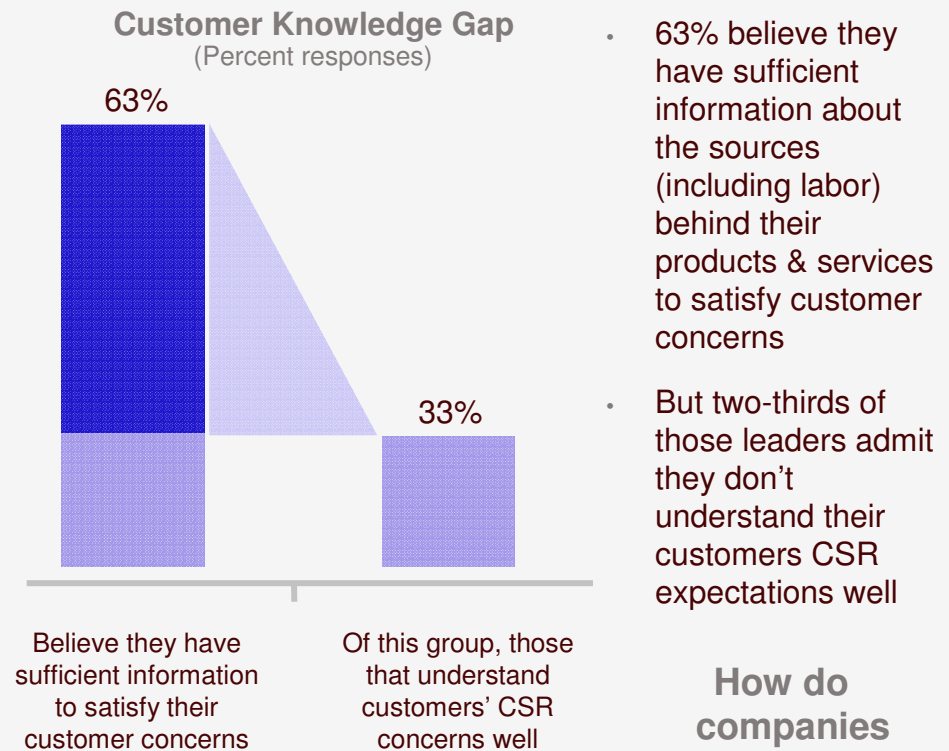 Customer Knowledge Gap
(Percent responses)
63%
33%
Believe they have
sufficient information
to satisfy their
customer concerns
Of this group, those
that understand
customers’ CSR
concerns well
• 63% believe they
have sufficient
information about
the sources
(including labor)
behind their
products & services
to satisfy customer
concerns
• But two-thirds of
those leaders admit
they don’t
understand their
customers CSR
expectations well
How do
companies